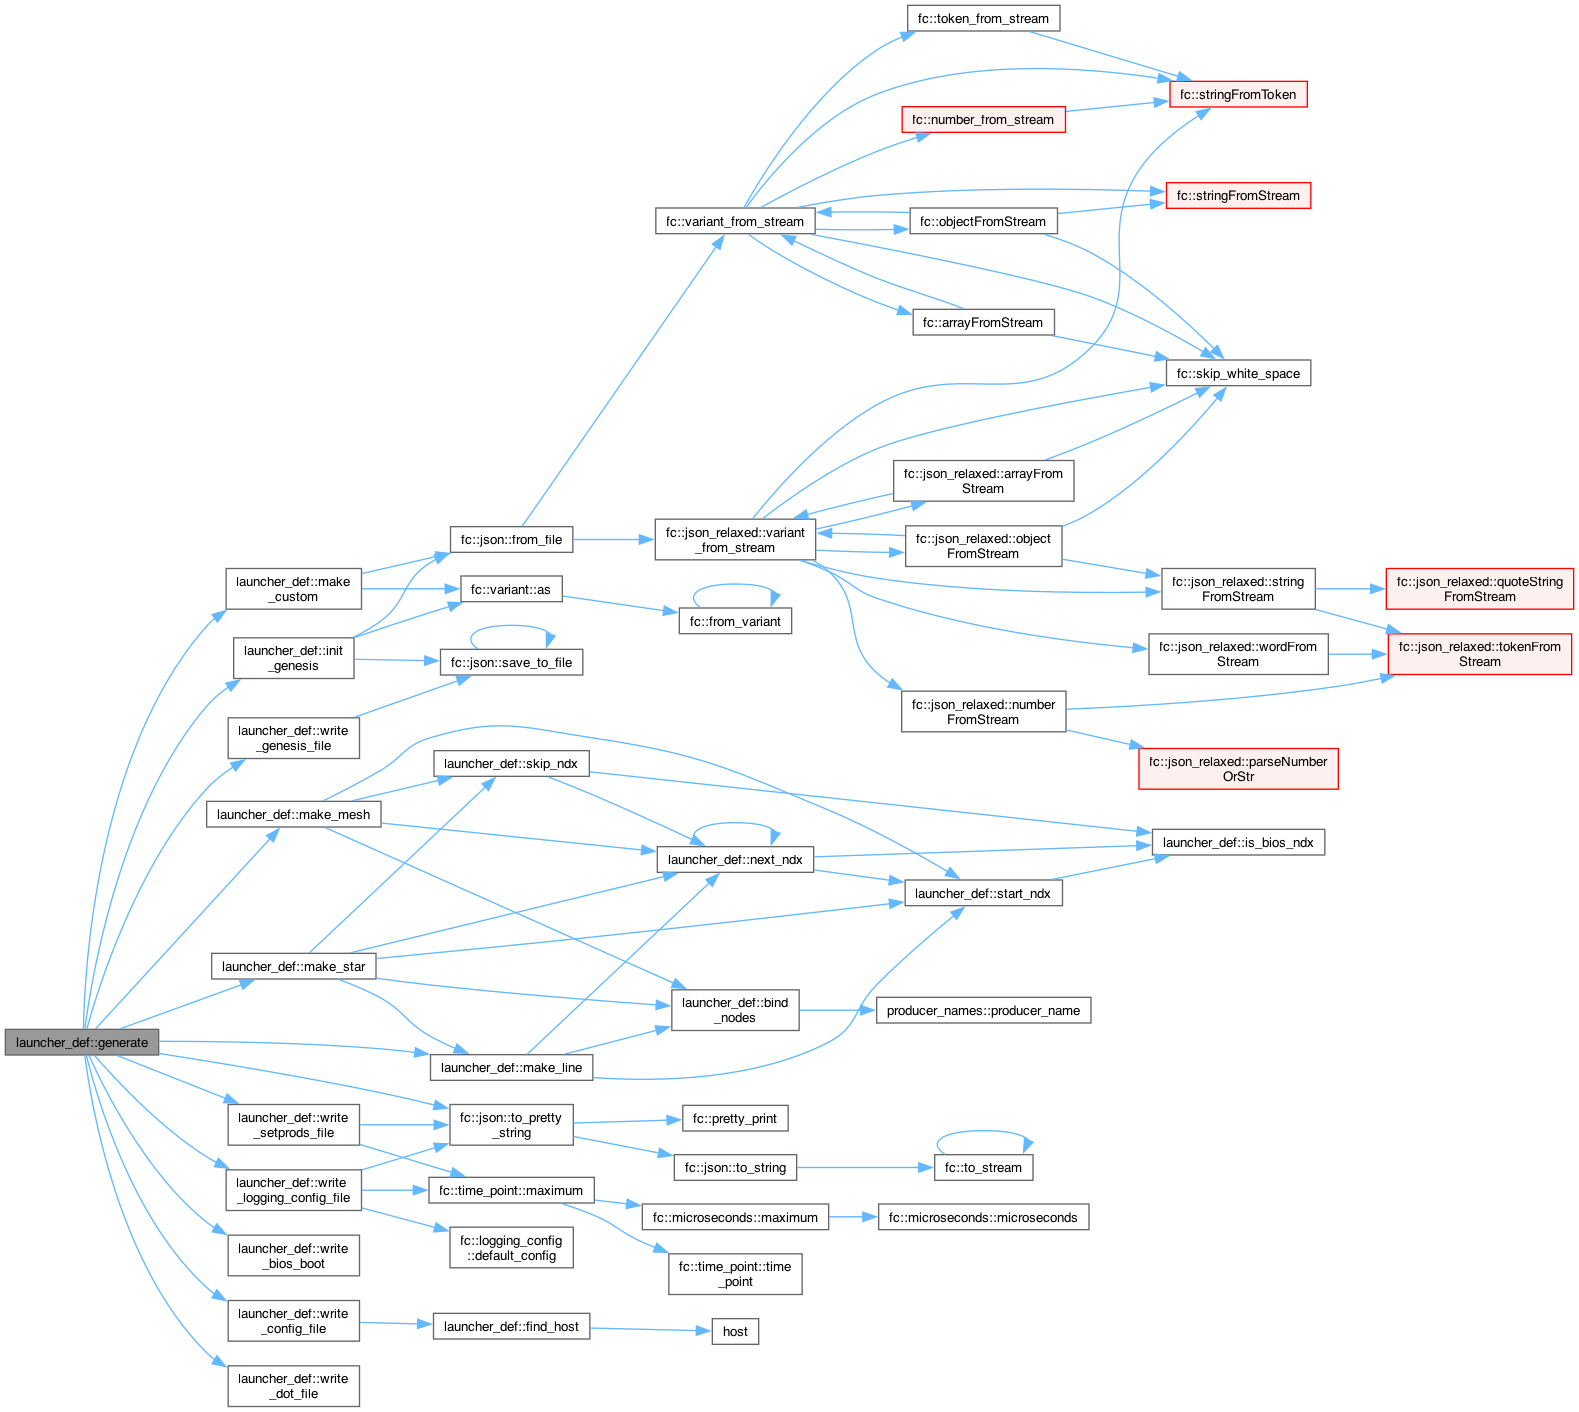 fc::token_from_stream
fc::stringFromToken
fc::number_from_stream
fc::stringFromStream
fc::variant_from_stream
fc::objectFromStream
fc::arrayFromStream
fc::skip_white_space
fc::json_relaxed::arrayFrom
Stream
fc::json::from_file
fc::json_relaxed::variant
_from_stream
fc::json_relaxed::object
FromStream
launcher_def::make
_custom
fc::variant::as
fc::json_relaxed::string
FromStream
fc::json_relaxed::quoteString
FromStream
fc::from_variant
launcher_def::init
_genesis
fc::json::save_to_file
fc::json_relaxed::wordFrom
Stream
fc::json_relaxed::tokenFrom
Stream
fc::json_relaxed::number
FromStream
launcher_def::write
_genesis_file
launcher_def::skip_ndx
fc::json_relaxed::parseNumber
OrStr
launcher_def::make_mesh
launcher_def::is_bios_ndx
launcher_def::next_ndx
launcher_def::start_ndx
launcher_def::make_star
launcher_def::bind
_nodes
producer_names::producer_name
launcher_def::generate
launcher_def::make_line
launcher_def::write
_setprods_file
fc::json::to_pretty
_string
fc::pretty_print
fc::json::to_string
fc::to_stream
launcher_def::write
_logging_config_file
fc::time_point::maximum
fc::microseconds::maximum
fc::microseconds::microseconds
fc::logging_config
::default_config
launcher_def::write
_bios_boot
fc::time_point::time
_point
launcher_def::write
_config_file
launcher_def::find_host
host
launcher_def::write
_dot_file